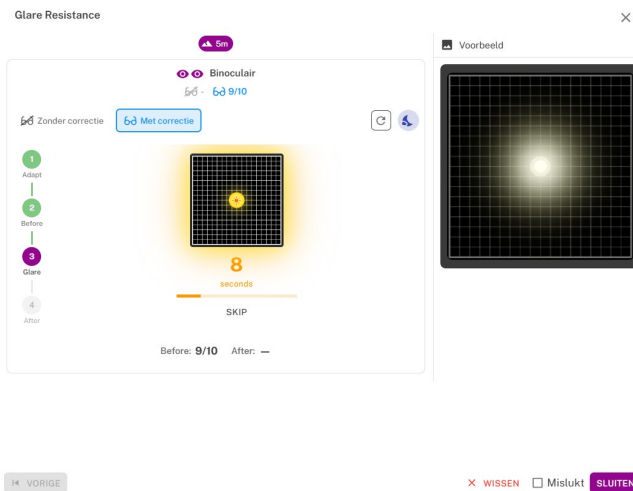 Glare Resistance
5m
Voorbeeld
Binoculair
- 9/10
Zonder correctie
Met correctie
1
Adapt
2
Before
3
Glare
4
After
8
seconds
SKIP
Before: 9/10 After: —
VORIGE
WISSEN
Mislukt
SLUITEN